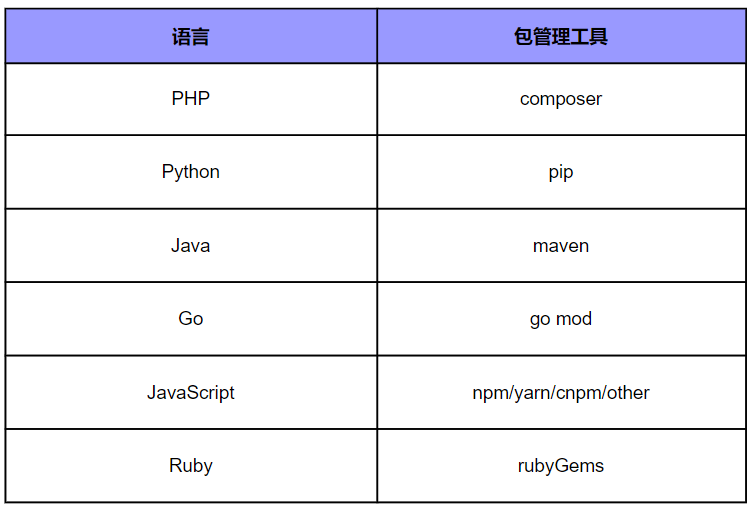 语言 包管理工具
PHP composer
Python pip
Java maven
Go go mod
JavaScript npm/yarn/cnpm/other
Ruby rubyGems